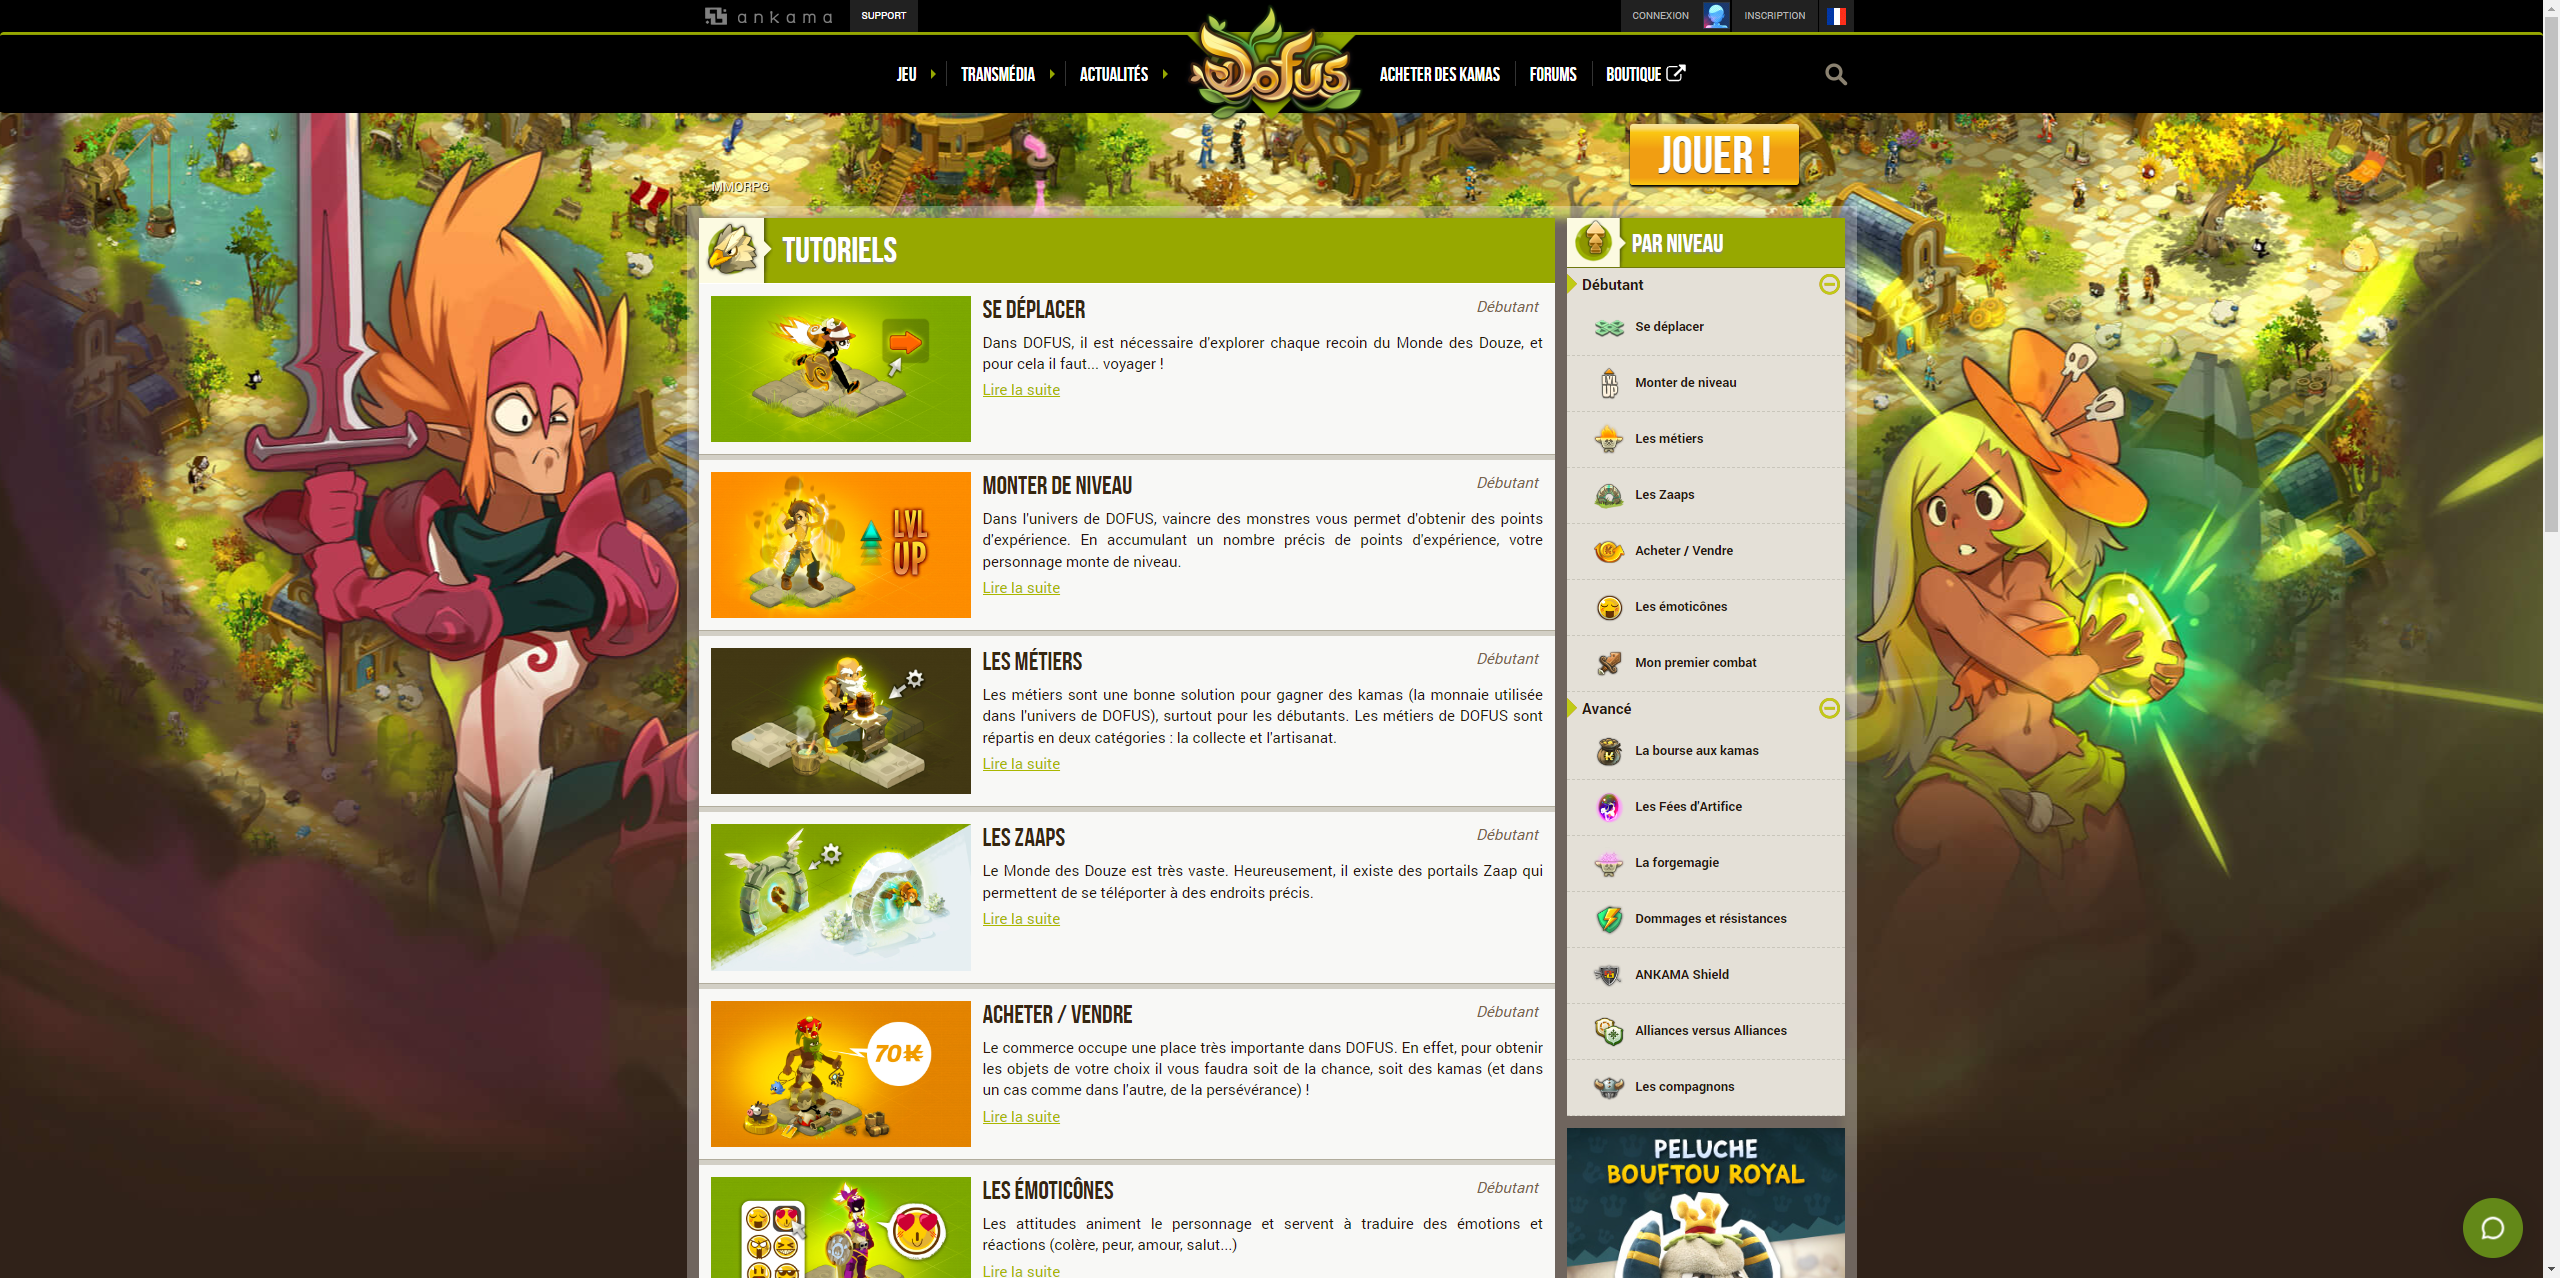 ankama
SUPPORT
CONNEXION
INSCRIPTION
JEU
TRANSMÉDIA
ACTUALITÉS
DOFUS
ACHETER DES KAMAS
FORUMS
BOUTIQUE
JOUER !
MMORPG
TUTORIELS
SE DÉPLACER
Débutant
Dans DOFUS, il est nécessaire d'explorer chaque recoin du Monde des Douze, et
pour cela il faut... voyager !
Lire la suite
LVL
UP
MONTER DE NIVEAU
Débutant
Dans l'univers de DOFUS, vaincre des monstres vous permet d'obtenir des points
d'expérience. En accumulant un nombre précis de points d'expérience, votre
personnage monte de niveau.
Lire la suite
LES MÉTIERS
Débutant
Les métiers sont une bonne solution pour gagner des kamas (la monnaie utilisée
dans l'univers de DOFUS), surtout pour les débutants. Les métiers de DOFUS sont
répartis en deux catégories : la collecte et l'artisanat.
Lire la suite
LES ZAAPS
Débutant
Le Monde des Douze est très vaste. Heureusement, il existe des portails Zaap qui
permettent de se téléporter à des endroits précis.
Lire la suite
70 K
ACHETER / VENDRE
Débutant
Le commerce occupe une place très importante dans DOFUS. En effet, pour obtenir
les objets de votre choix il vous faudra soit de la chance, soit des kamas (et dans
un cas comme dans l'autre, de la persévérance) !
Lire la suite
LES ÉMOTICÔNES
Débutant
Les attitudes animent le personnage et servent à traduire des émotions et
réactions (colère, peur, amour, salut...)
Lire la suite
PAR NIVEAU
Débutant
Se déplacer
LVL
UP
Monter de niveau
Les métiers
Les Zaaps
Acheter / Vendre
Les émoticônes
Mon premier combat
Avancé
La bourse aux kamas
Les Fées d'Artifice
La forgemagie
Dommages et résistances
ANKAMA Shield
Alliances versus Alliances
Les compagnons
PELUCHE
BOUFTOU ROYAL